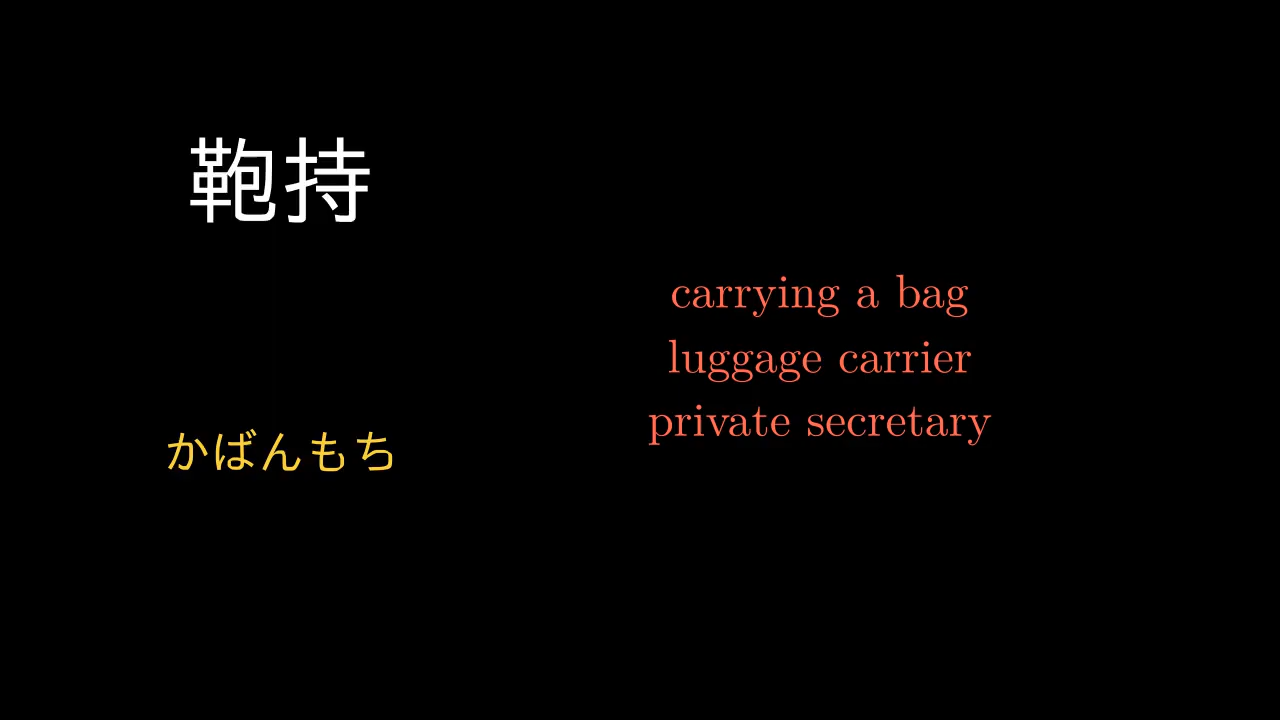 鞄持
かばんもち
carrying a bag
luggage carrier
private secretary